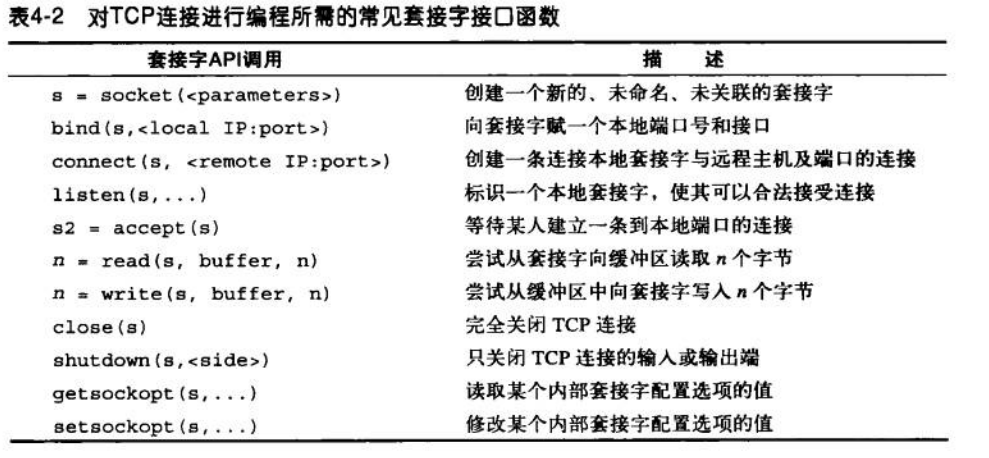 表4-2 对TCP连接进行编程所需的常见套接字接口函数
套接字API调用 描 述
s = socket(<parameters>) 创建一个新的、未命名、未关联的套接字
bind(s,<local IP:port>) 向套接字赋一个本地端口号和接口
connect(s, <remote IP:port>) 创建一条连接本地套接字与远程主机及端口的连接
listen(s,...) 标识一个本地套接字，使其可以合法接受连接
s2 = accept(s) 等待某人建立一条到本地端口的连接
n = read(s, buffer, n) 尝试从套接字向缓冲区读取 n 个字节
n = write(s, buffer, n) 尝试从缓冲区中向套接字写入 n 个字节
close(s) 完全关闭 TCP 连接
shutdown(s,<side>) 只关闭 TCP 连接的输入或输出端
getsockopt(s,...) 读取某个内部套接字配置选项的值
setsockopt(s,...) 修改某个内部套接字配置选项的值